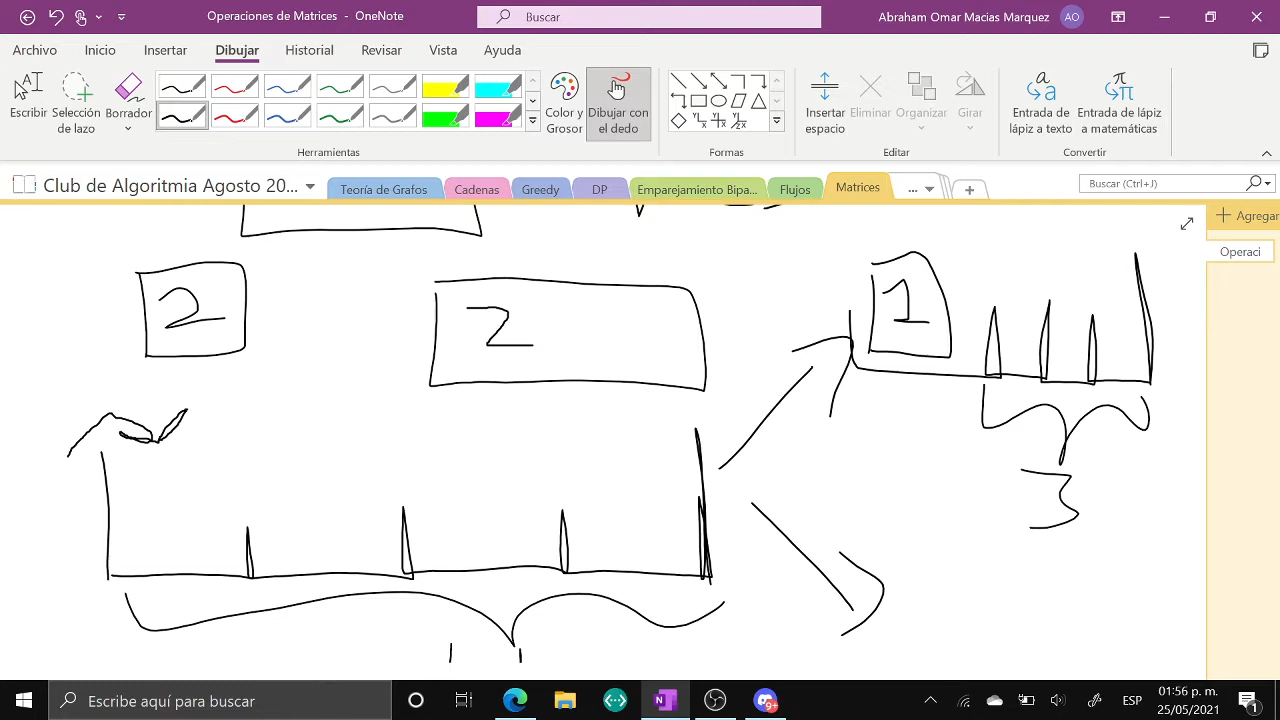 Operaciones de Matrices - OneNote
Buscar
Abraham Omar Macias Marquez
AO
Archivo Inicio Insertar Dibujar Historial Revisar Vista Ayuda
Escribir
Selección de lazo
Borrador
Color y Grosor
Dibujar con el dedo
Insertar espacio
Eliminar
Organizar
Girar
Entrada de lápiz a texto
Entrada de lápiz a matemáticas
Herramientas
Formas
Editar
Convertir
Club de Algoritmia Agosto 20...
Teoría de Grafos
Cadenas
Greedy
DP
Emparejamiento Bipa...
Flujos
Matrices
...
Buscar (Ctrl+J)
Agregar
Operaci
2
2
1
3
Escribe aquí para buscar
9+
ESP
01:56 p. m.
25/05/2021
1